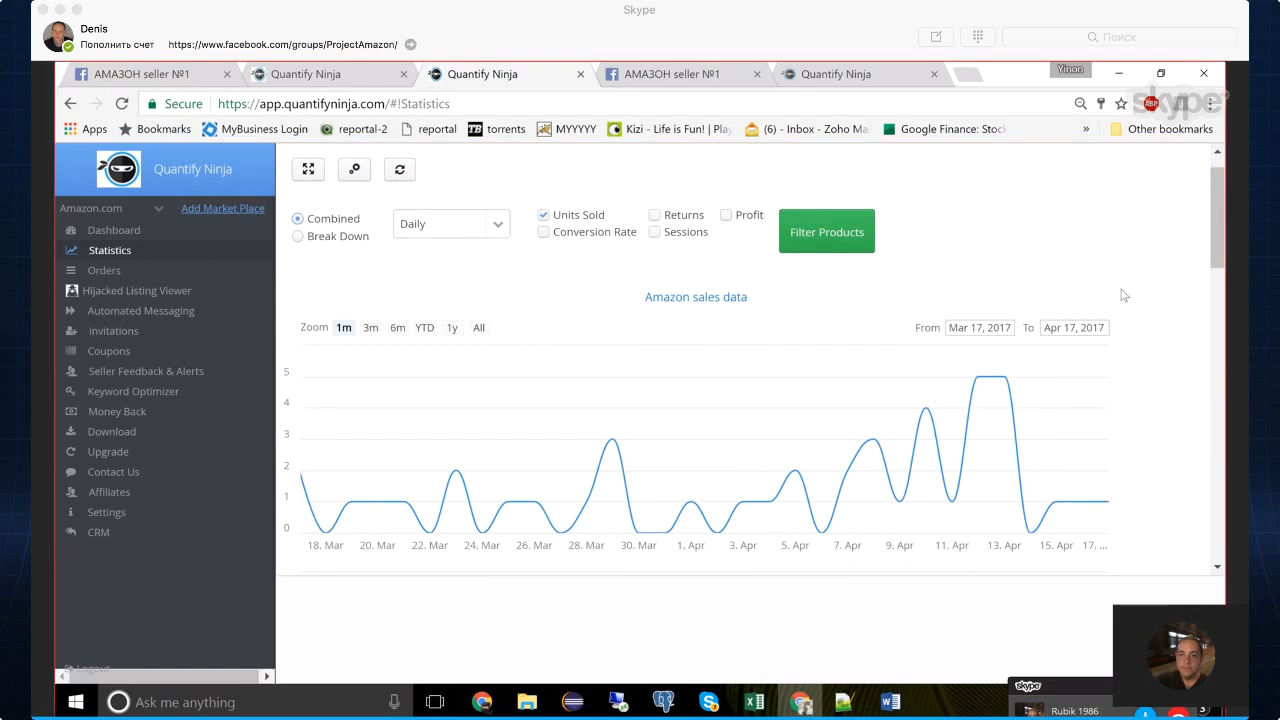 Skype
Denis
Пополнить счет https://www.facebook.com/groups/ProjectAmazon/
Поиск
АМАЗОН seller №1
Quantify Ninja
Quantify Ninja
АМАЗОН seller №1
Quantify Ninja
Yinon
skype
Secure https://app.quantifyninja.com/#!Statistics
ABP
Apps
Bookmarks
MyBusiness Login
reportal-2
reportal
torrents
MYYYYY
Kizi - Life is Fun! | Play
(6) - Inbox - Zoho Ma
Google Finance: Stock
»
Other bookmarks
Quantify Ninja
Amazon.com
Add Market Place
Dashboard
Statistics
Orders
Hijacked Listing Viewer
Automated Messaging
invitations
Coupons
Seller Feedback & Alerts
Keyword Optimizer
Money Back
Download
Upgrade
Contact Us
Affiliates
Settings
CRM
Logout
Combined
Break Down
Daily
Units Sold
Returns
Profit
Conversion Rate
Sessions
Filter Products
Amazon sales data
Zoom 1m 3m 6m YTD 1y All
From Mar 17, 2017 To Apr 17, 2017
5
4
3
2
1
0
18. Mar 20. Mar 22. Mar 24. Mar 26. Mar 28. Mar 30. Mar 1. Apr 3. Apr 5. Apr 7. Apr 9. Apr 11. Apr 13. Apr 15. Apr 17. ...
Ask me anything
skype
Rubik 1986